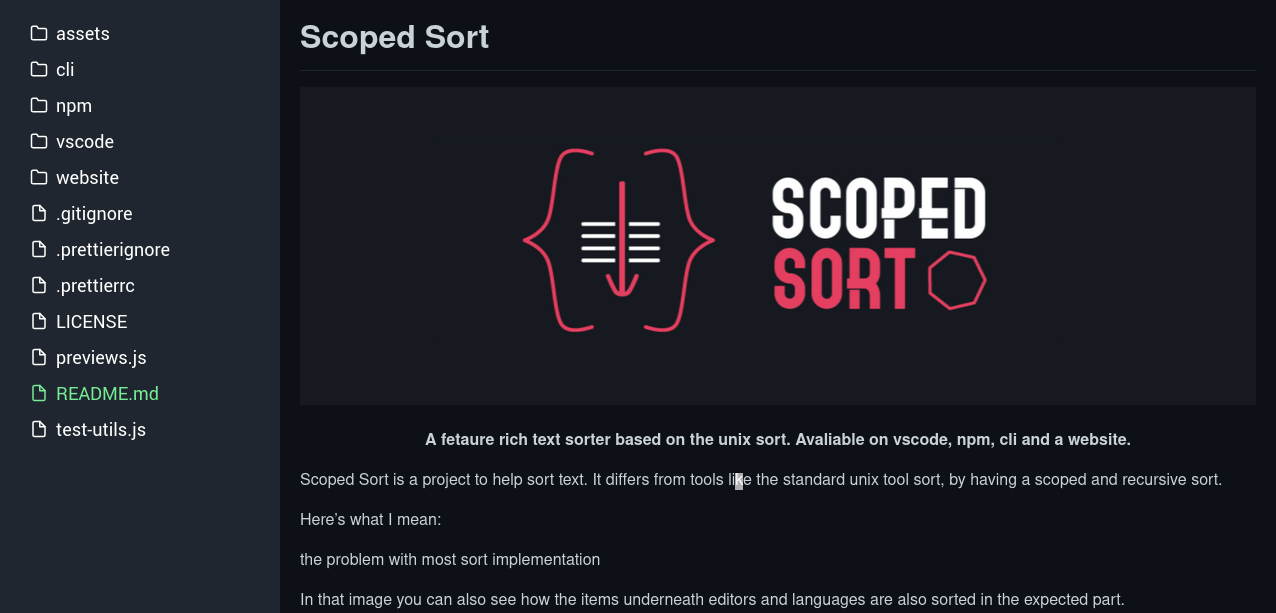 assets
cli
npm
vscode
website
.gitignore
.prettierignore
.prettierrc
LICENSE
previews.js
README.md
test-utils.js
Scoped Sort
SCOPED
SORT
A fetaure rich text sorter based on the unix sort. Avaliable on vscode, npm, cli and a website.
Scoped Sort is a project to help sort text. It differs from tools like the standard unix tool sort, by having a scoped and recursive sort.
Here's what I mean:
the problem with most sort implementation
In that image you can also see how the items underneath editors and languages are also sorted in the expected part.